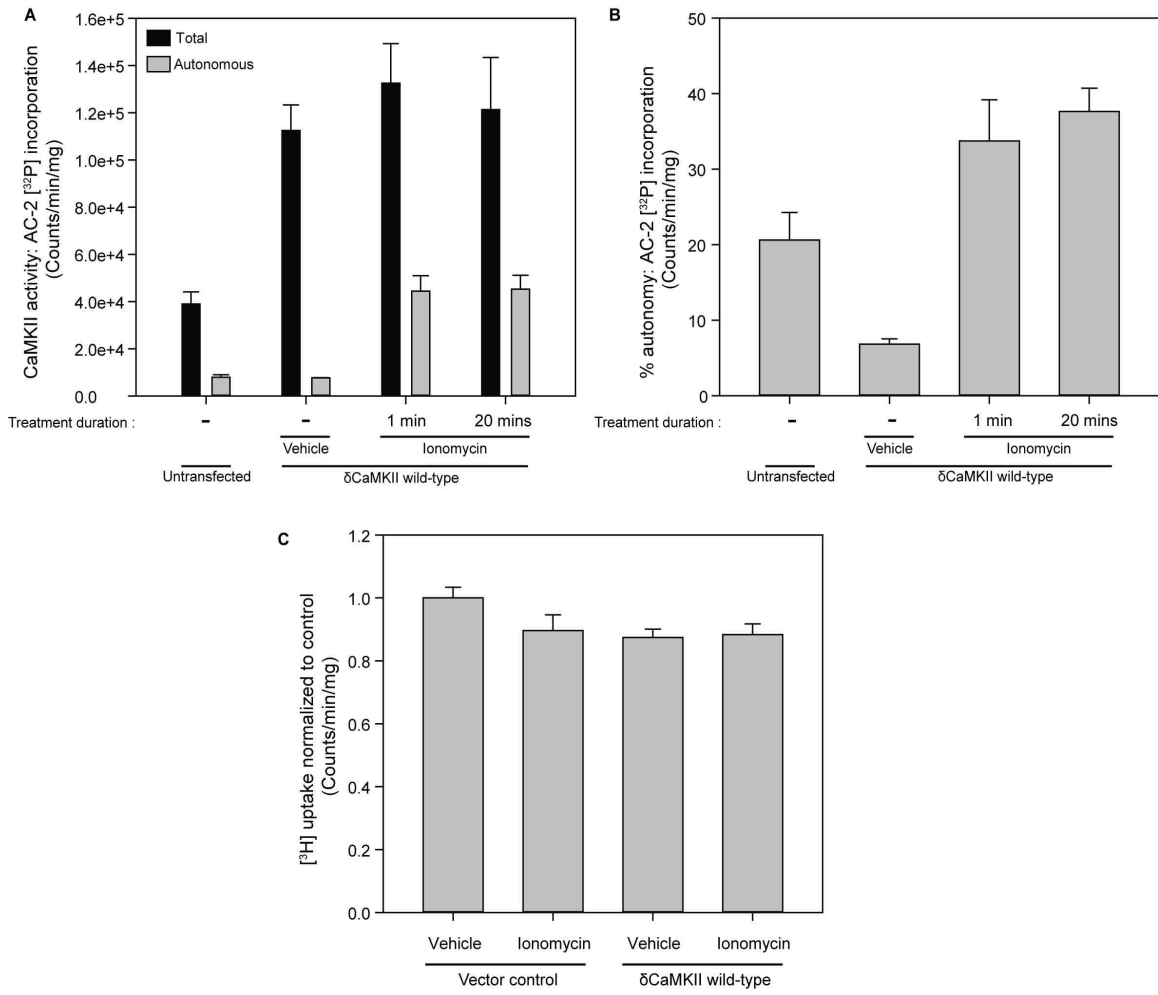 A
CaMKII activity: AC-2 [³²P] incorporation
(Counts/min/mg)
1.6e+5
1.4e+5
1.2e+5
1.0e+5
8.0e+4
6.0e+4
4.0e+4
2.0e+4
0.0
Total
Autonomous
Treatment duration : - - 1 min 20 mins
Vehicle Ionomycin
Untransfected δCaMKII wild-type
B
% autonomy: AC-2 [³²P] incorporation
(Counts/min/mg)
50
40
30
20
10
0
Treatment duration : - - 1 min 20 mins
Vehicle Ionomycin
Untransfected δCaMKII wild-type
C
[³H] uptake normalized to control
(Counts/min/mg)
1.2
1.0
0.8
0.6
0.4
0.2
0.0
Vehicle Ionomycin Vehicle Ionomycin
Vector control δCaMKII wild-type